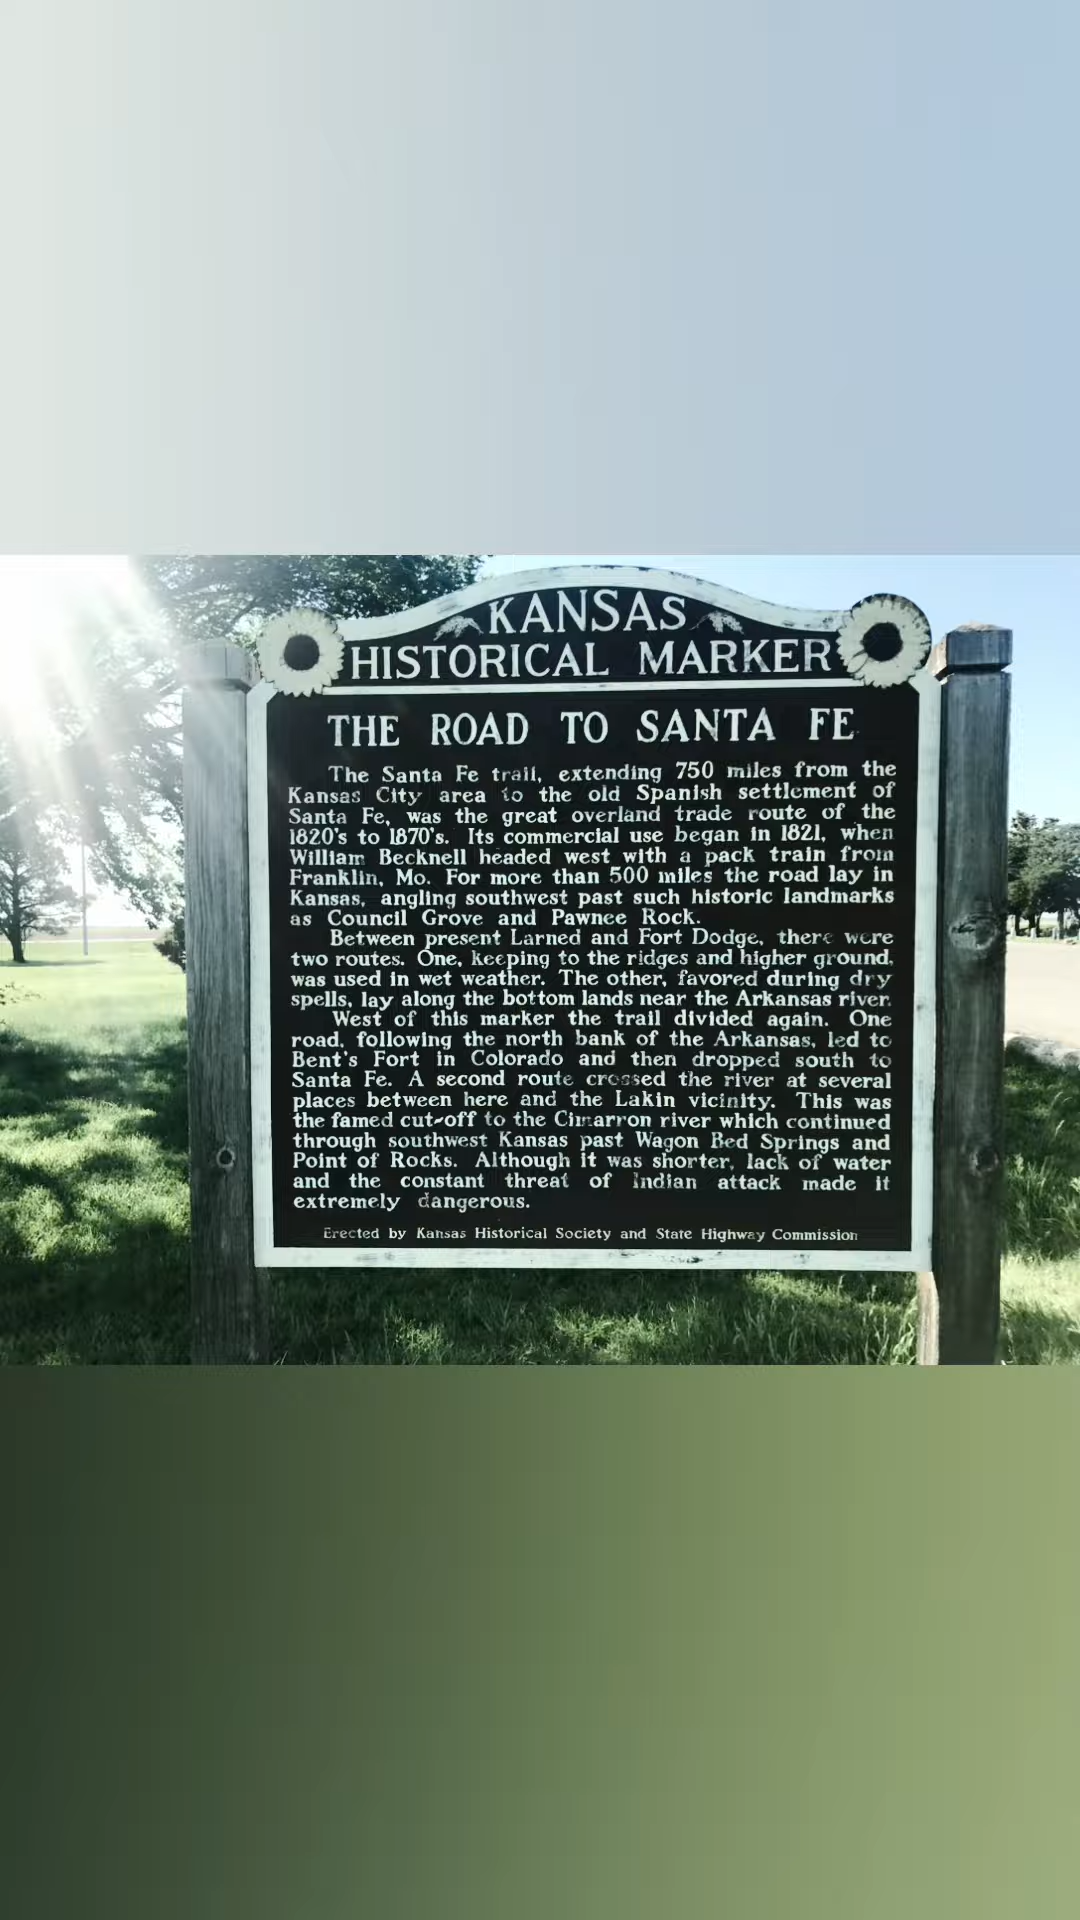 KANSAS
HISTORICAL MARKER
THE ROAD TO SANTA FE
The Santa Fe trail, extending 750 miles from the
Kansas City area to the old Spanish settlement of
Santa Fe, was the great overland trade route of the
1820's to 1870's. Its commercial use began in 1821, when
William Becknell headed west with a pack train from
Franklin, Mo. For more than 500 miles the road lay in
Kansas, angling southwest past such historic landmarks
as Council Grove and Pawnee Rock.
Between present Larned and Fort Dodge, there were
two routes. One, keeping to the ridges and higher ground,
was used in wet weather. The other, favored during dry
spells, lay along the bottom lands near the Arkansas river.
West of this marker the trail divided again. One
road, following the north bank of the Arkansas, led to
Bent's Fort in Colorado and then dropped south to
Santa Fe. A second route crossed the river at several
places between here and the Lakin vicinity. This was
the famed cut-off to the Cimarron river which continued
through southwest Kansas past Wagon Bed Springs and
Point of Rocks. Although it was shorter, lack of water
and the constant threat of Indian attack made it
extremely dangerous.
Erected by Kansas Historical Society and State Highway Commission